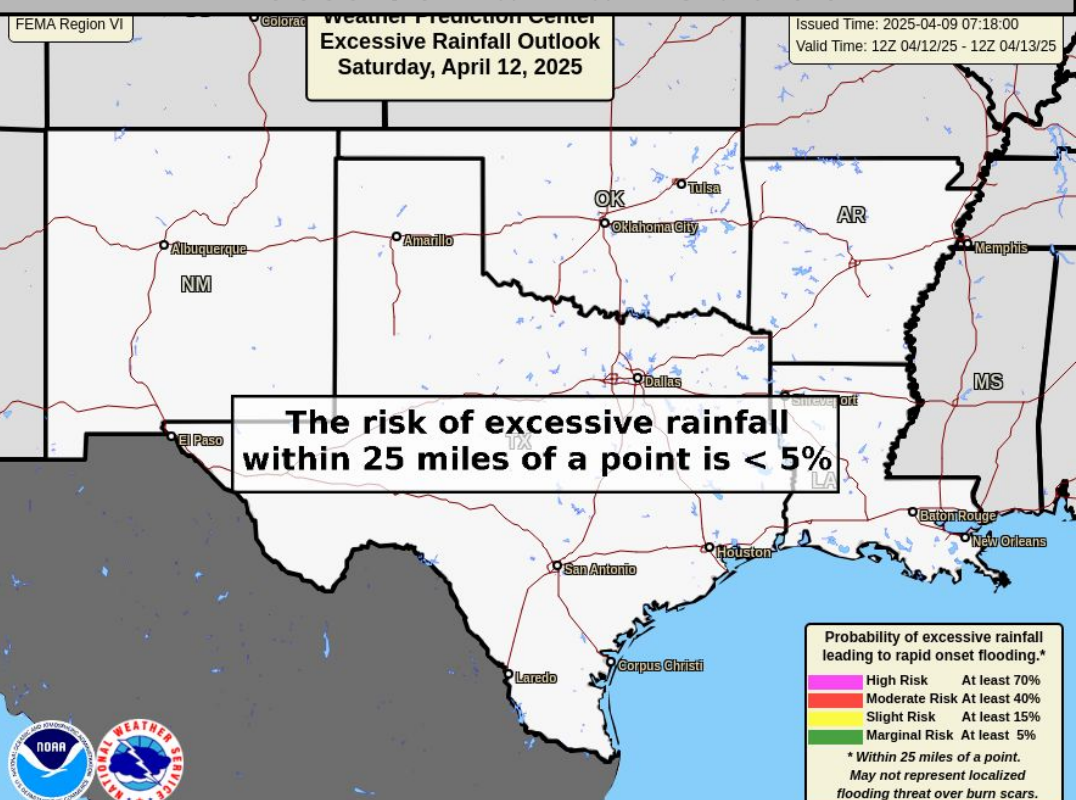 FEMA Region VI
Weather Prediction Center
Excessive Rainfall Outlook
Saturday, April 12, 2025
Issued Time: 2025-04-09 07:18:00
Valid Time: 12Z 04/12/25 - 12Z 04/13/25
Colorad
Tulsa
OK
AR
Oklahoma City
Amarillo
Albuquerque
Memphis
NM
Dallas
MS
Shreveport
The risk of excessive rainfall
El Paso
TX
within 25 miles of a point is < 5%
LA
Baton Rouge
New Orleans
Houston
San Antonio
Corpus Christi
Laredo
Probability of excessive rainfall
leading to rapid onset flooding.*
High Risk At least 70%
Moderate Risk At least 40%
Slight Risk At least 15%
Marginal Risk At least 5%
* Within 25 miles of a point.
May not represent localized
flooding threat over burn scars.
NOAA
NATIONAL WEATHER SERVICE